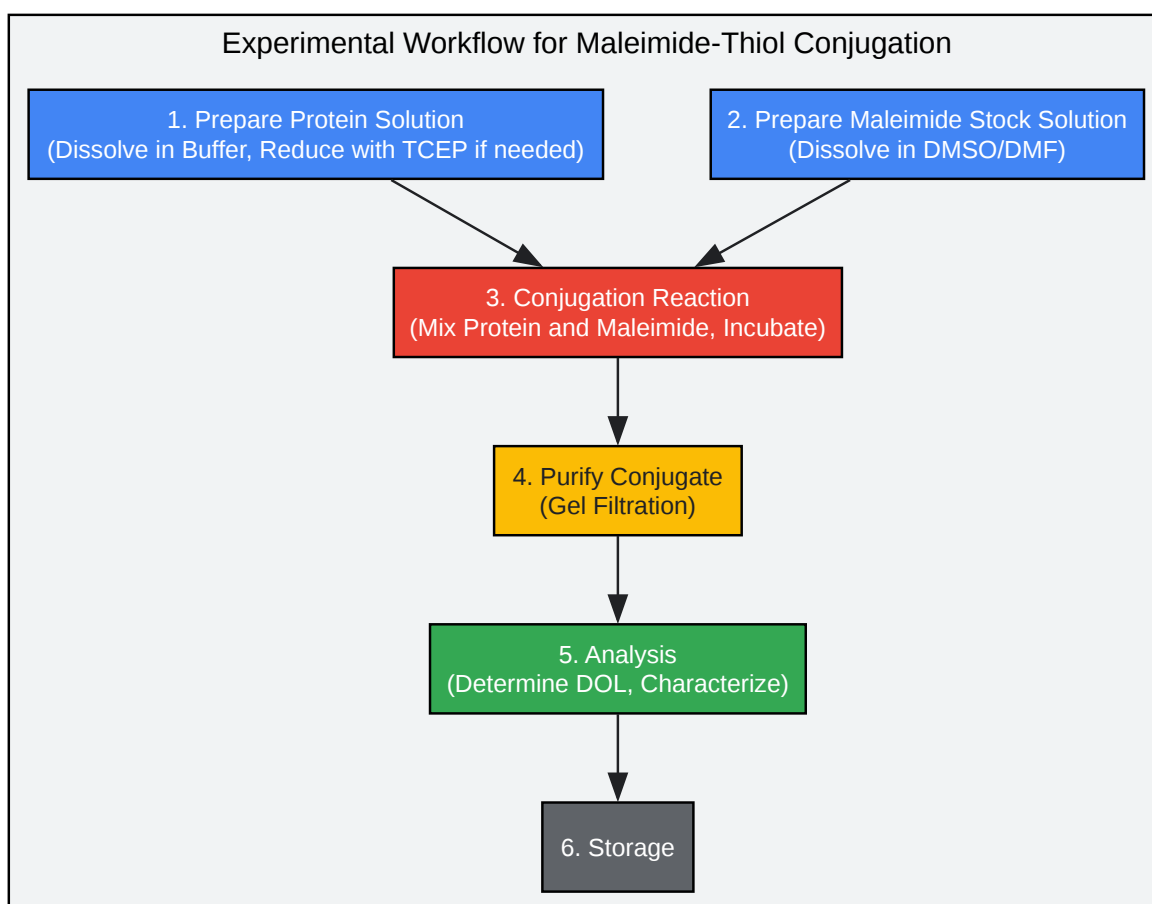 Experimental Workflow for Maleimide-Thiol Conjugation
1. Prepare Protein Solution
(Dissolve in Buffer, Reduce with TCEP if needed)
2. Prepare Maleimide Stock Solution
(Dissolve in DMSO/DMF)
3. Conjugation Reaction
(Mix Protein and Maleimide, Incubate)
4. Purify Conjugate
(Gel Filtration)
5. Analysis
(Determine DOL, Characterize)
6. Storage